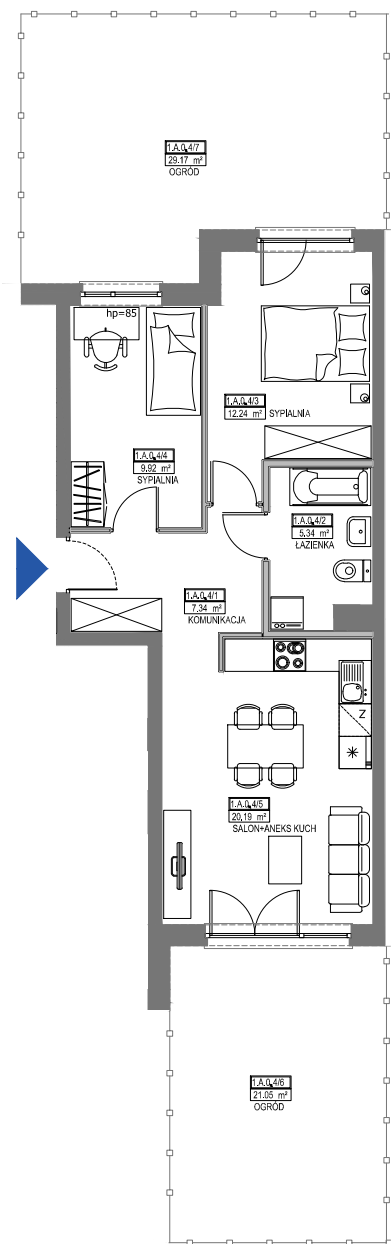 1.A.0.4/7
29.17 m²
OGRÓD
hp=85
1.A.0.4/3
12.24 m² SYPIALNIA
1.A.0.4/4
9.92 m²
SYPIALNIA
1.A.0.4/2
5.34 m²
ŁAZIENKA
1.A.0.4/1
7.34 m²
KOMUNIKACJA
Z
1.A.0.4/5
20,19 m²
SALON+ANEKS KUCH
1.A.0.4/6
21.05 m²
OGRÓD